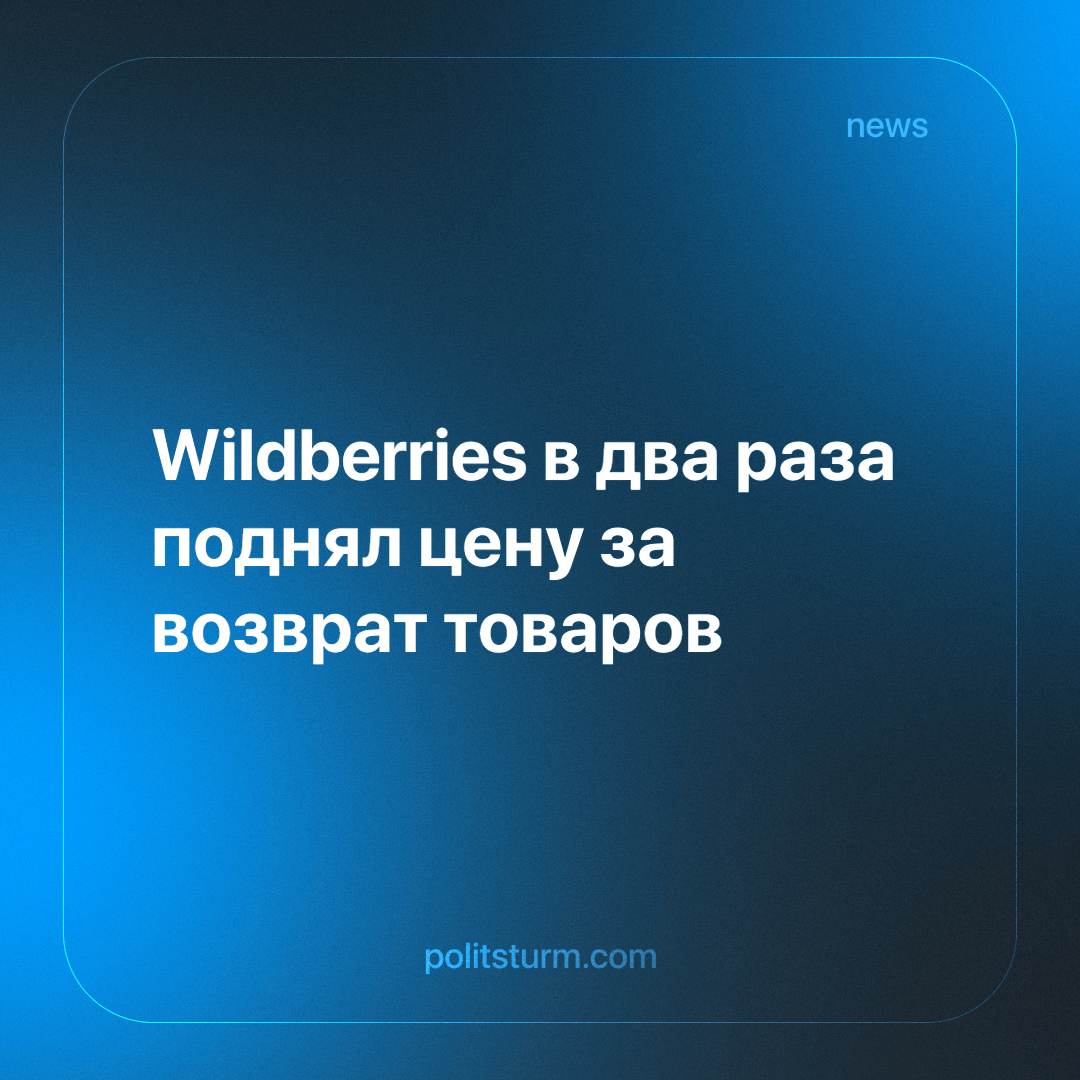 news
Wildberries в два раза
поднял цену за
возврат товаров
politsturm.com